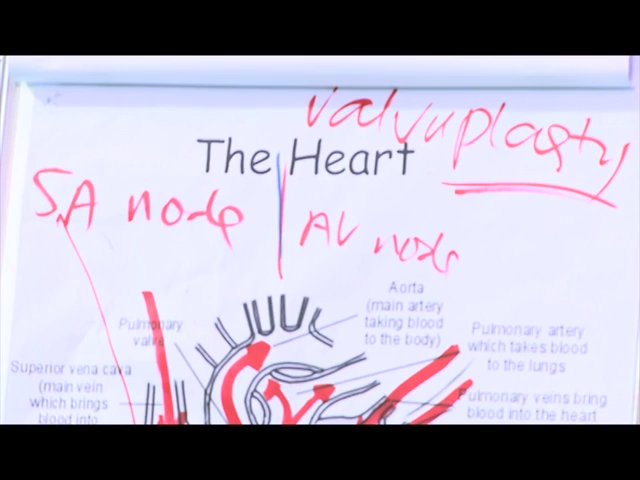 valvuplasty
The Heart
SA node
AV node
Aorta
(main artery
taking blood
to the body)
Pulmonary
valve
Pulmonary artery
which takes blood
to the lungs
Superior vena cava
(main vein
which brings
blood into
Pulmonary veins bring
blood into the heart